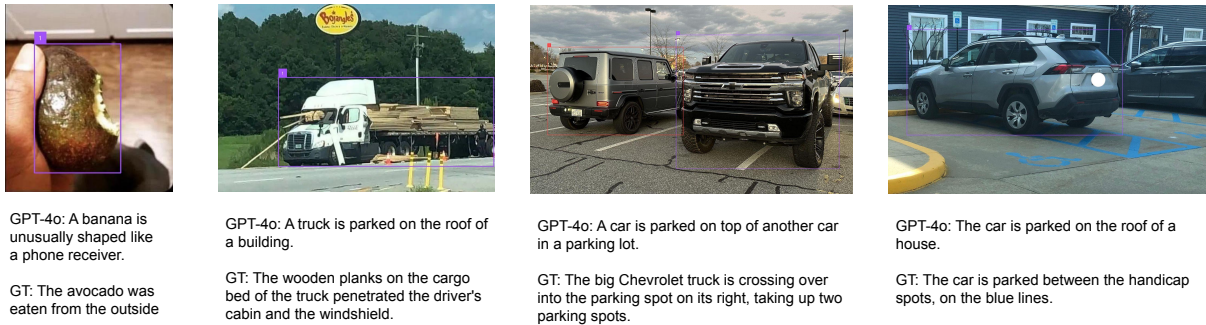 Bojangles
GPT-4o: A banana is
unusually shaped like
a phone receiver.
GT: The avocado was
eaten from the outside
GPT-4o: A truck is parked on the roof of
a building.
GT: The wooden planks on the cargo
bed of the truck penetrated the driver's
cabin and the windshield.
GPT-4o: A car is parked on top of another car
in a parking lot.
GT: The big Chevrolet truck is crossing over
into the parking spot on its right, taking up two
parking spots.
GPT-4o: The car is parked on the roof of a
house.
GT: The car is parked between the handicap
spots, on the blue lines.